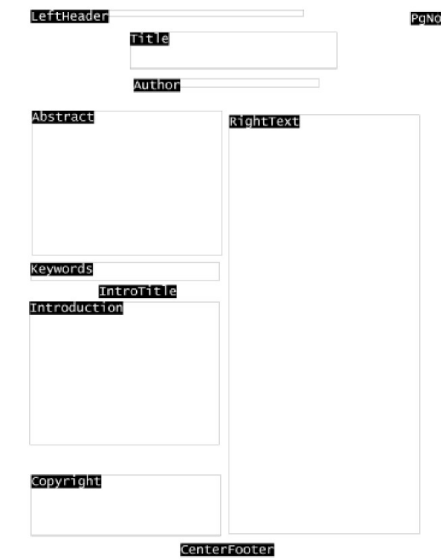 LeftHeader
PgNo
Title
Author
Abstract
RightText
Keywords
IntroTitle
Introduction
Copyright
CenterFooter